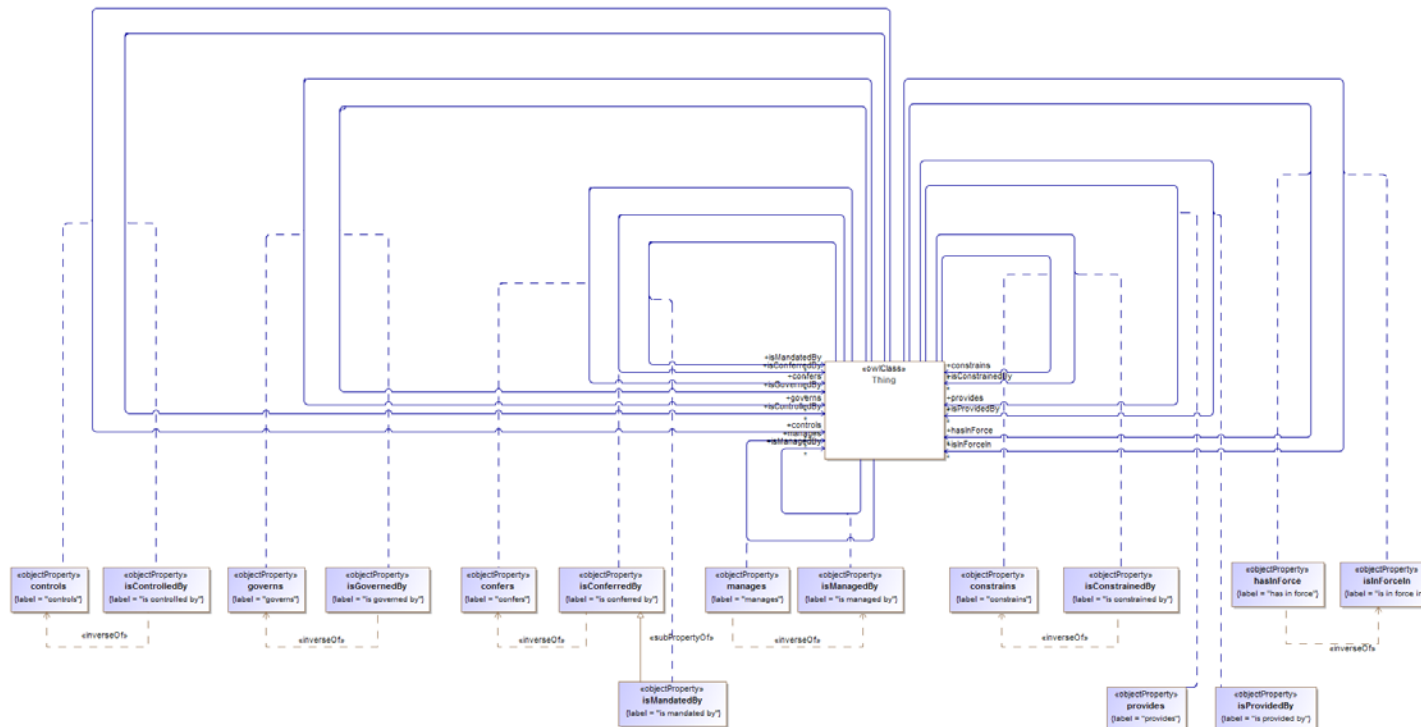 +isMandatedBy
+isConferredBy
+confers
+isGovernedBy
+governs
+isControlledBy
+controls
+manages
+isManagedBy
«owlClass»
Thing
+constrains
+isConstrainedBy
+provides
+isProvidedBy
+hasInForce
+isInForceIn
«objectProperty»
controls
{label = "controls"}
«objectProperty»
isControlledBy
{label = "is controlled by"}
«objectProperty»
governs
{label = "governs"}
«objectProperty»
isGovernedBy
{label = "is governed by"}
«objectProperty»
confers
{label = "confers"}
«objectProperty»
isConferredBy
{label = "is conferred by"}
«objectProperty»
manages
{label = "manages"}
«objectProperty»
isManagedBy
{label = "is managed by"}
«objectProperty»
constrains
{label = "constrains"}
«objectProperty»
isConstrainedBy
{label = "is constrained by"}
«objectProperty»
hasInForce
{label = "has in force"}
«objectProperty»
isInForceIn
{label = "is in force in"}
«inverseOf»
«inverseOf»
«inverseOf»
«subPropertyOf»
«inverseOf»
«inverseOf»
«inverseOf»
«objectProperty»
isMandatedBy
{label = "is mandated by"}
«objectProperty»
provides
{label = "provides"}
«objectProperty»
isProvidedBy
{label = "is provided by"}